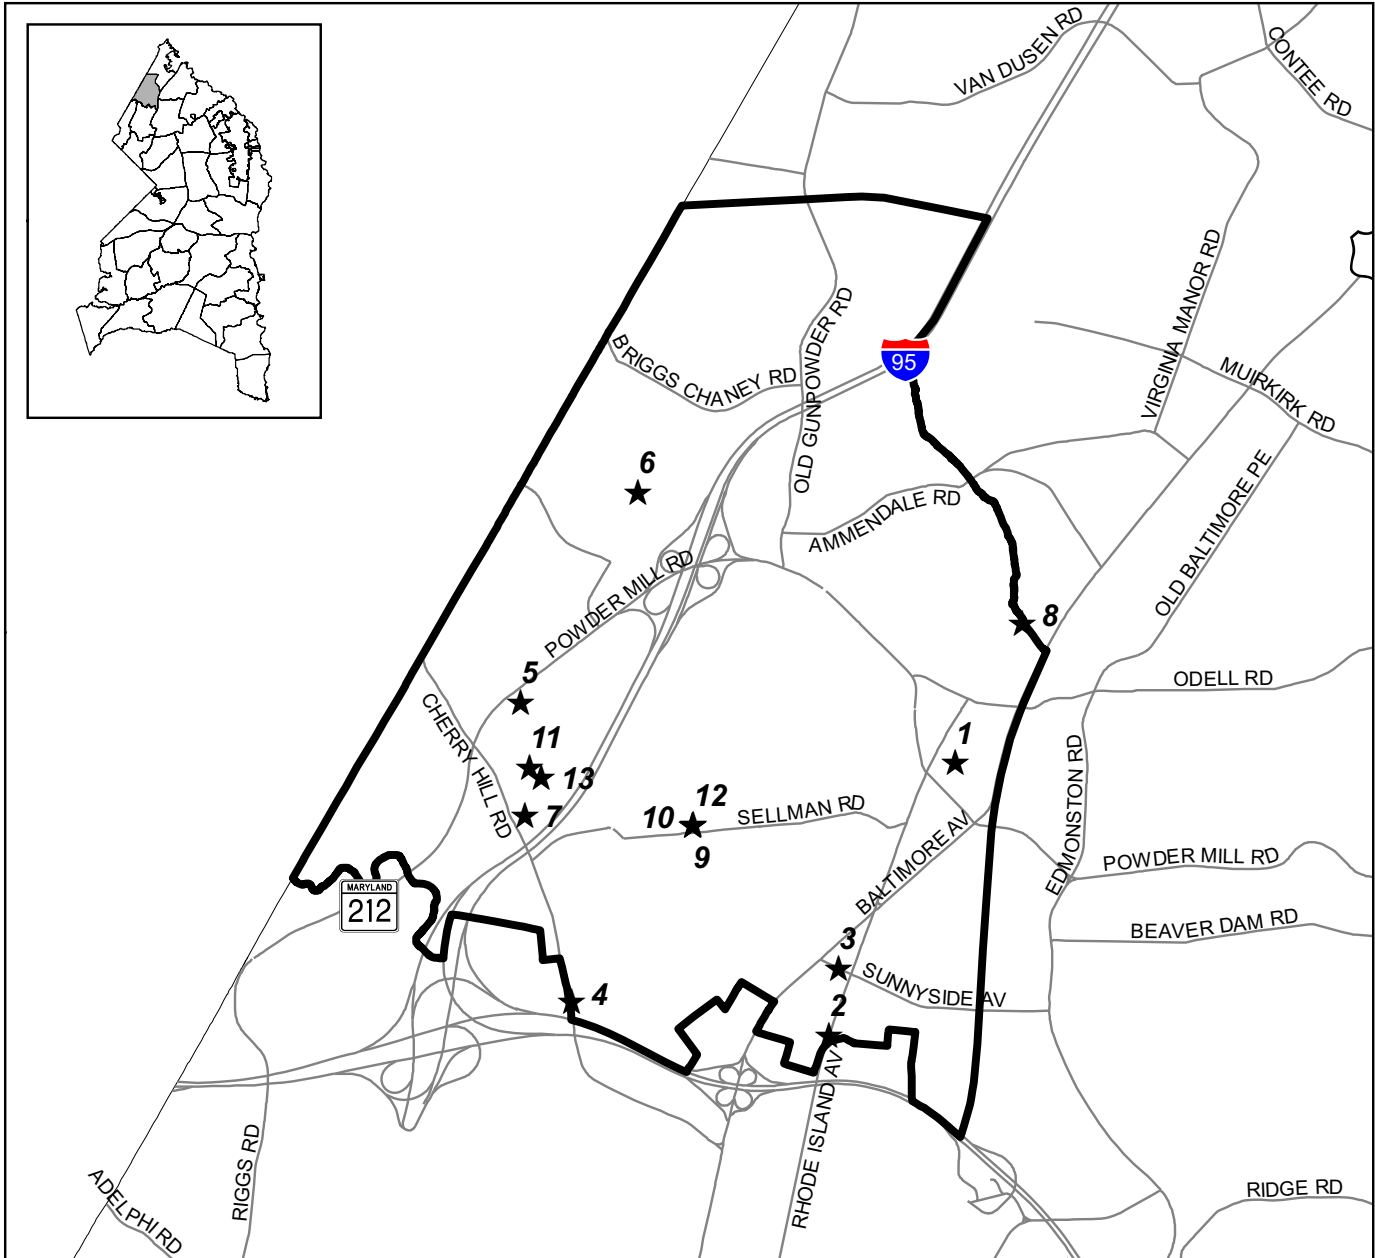 VAN DUSEN RD
CONTEE RD
VIRGINIA MANOR RD
BRIGGS CHANEY RD
OLD GUNPOWDER RD
95
MUIRKIRK RD
6
AMMENDALE RD
OLD BALTIMORE PE
POWDER MILL RD
8
5
ODELL RD
CHERRY HILL RD
11
1
13
EDMONSTON RD
7
12
10
SELLMAN RD
9
BALTIMORE AV
POWDER MILL RD
MARYLAND
212
BEAVER DAM RD
3
SUNNYSIDE AV
4
2
RHODE ISLAND AV
RIGGS RD
ADELPHI RD
RIDGE RD